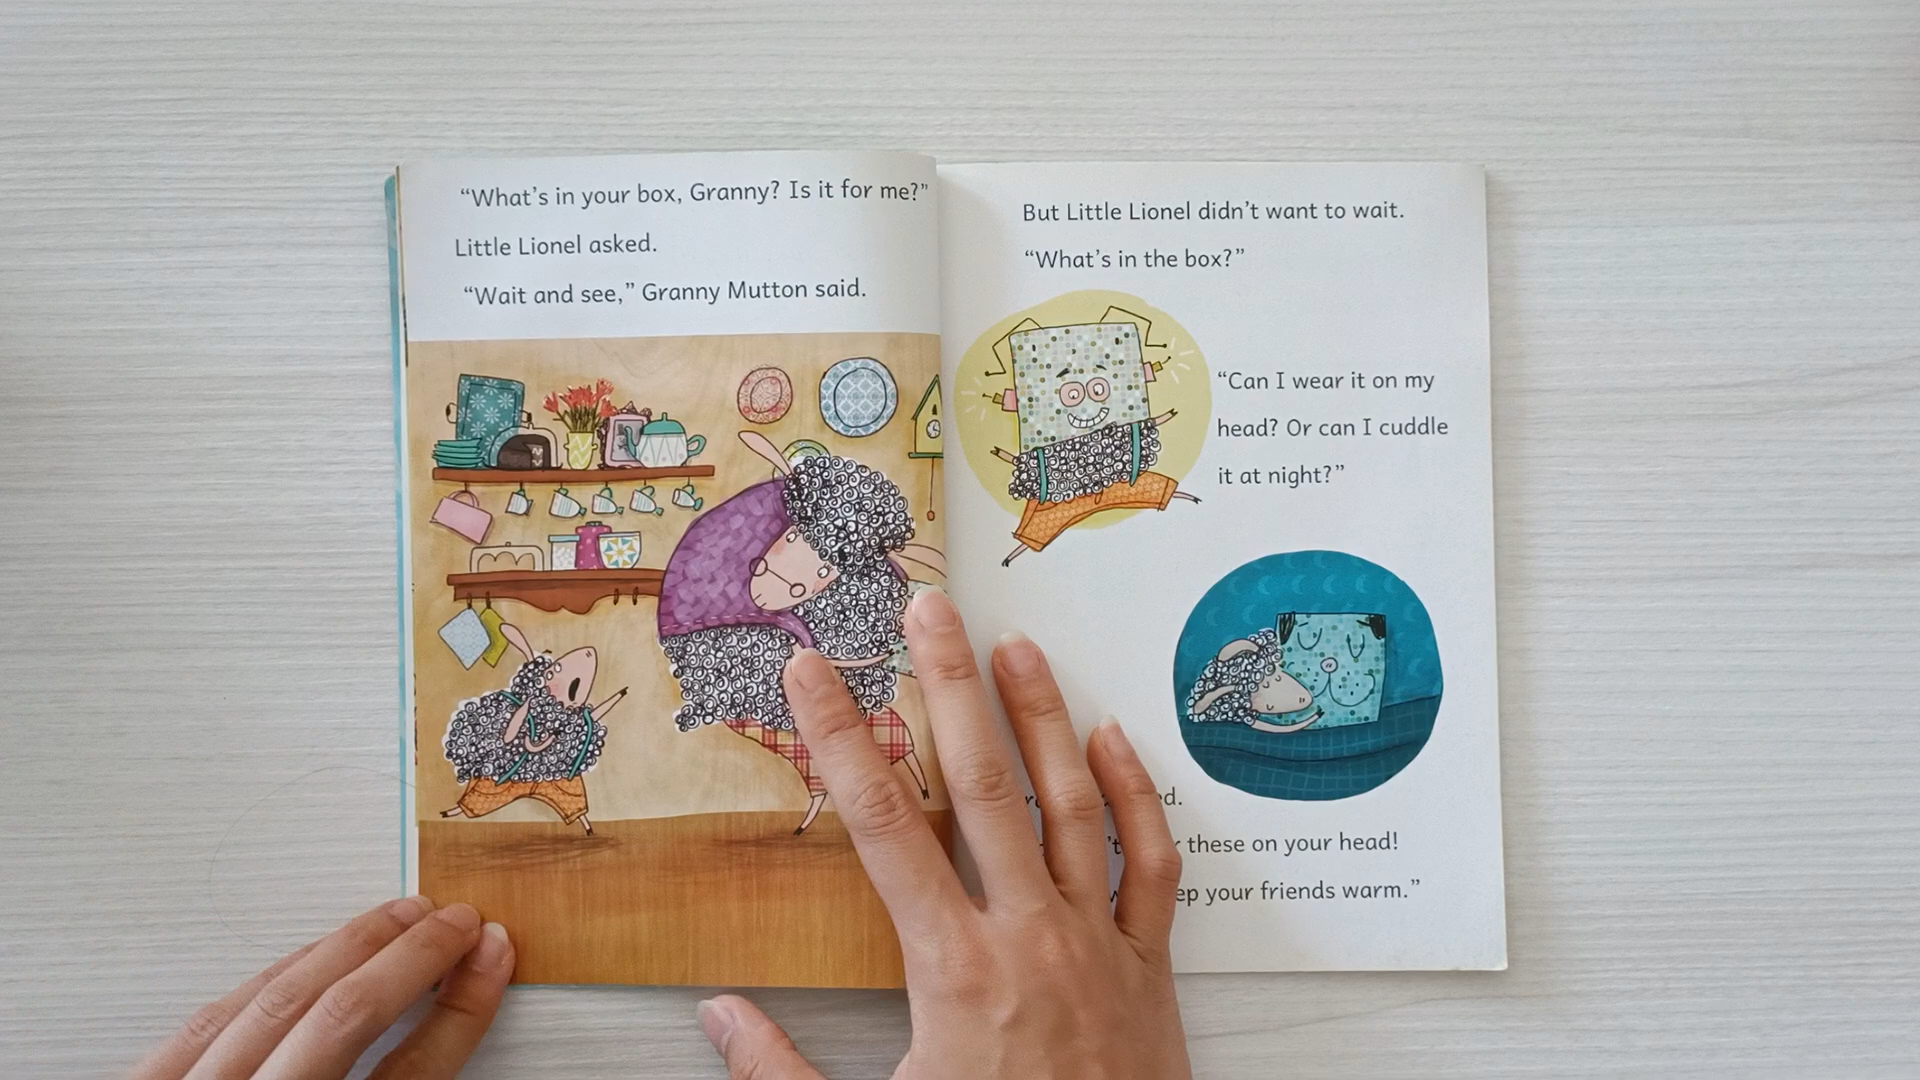 “What’s in your box, Granny? Is it for me?”
Little Lionel asked.
“Wait and see,” Granny Mutton said.
But Little Lionel didn’t want to wait.
“What’s in the box?”
“Can I wear it on my
head? Or can I cuddle
it at night?”
these on your head!
your friends warm.”